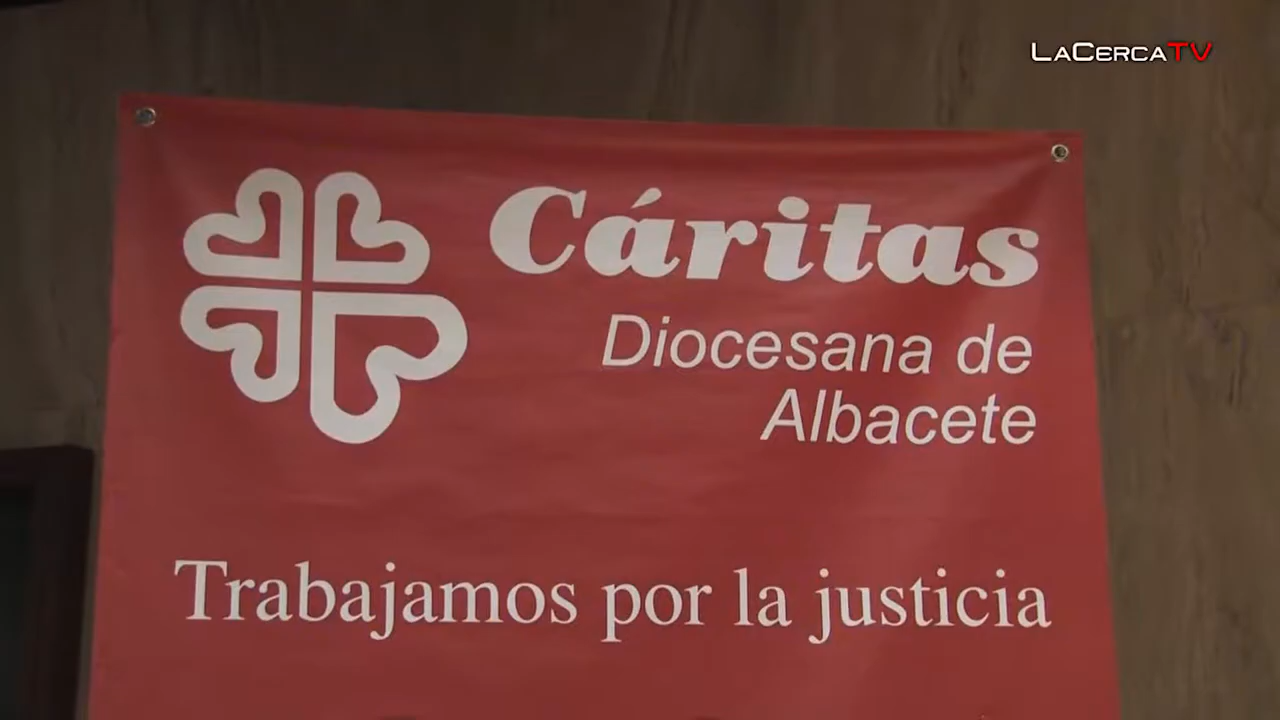 LaCercaTV
Cáritas
Diocesana de
Albacete
Trabajamos por la justicia